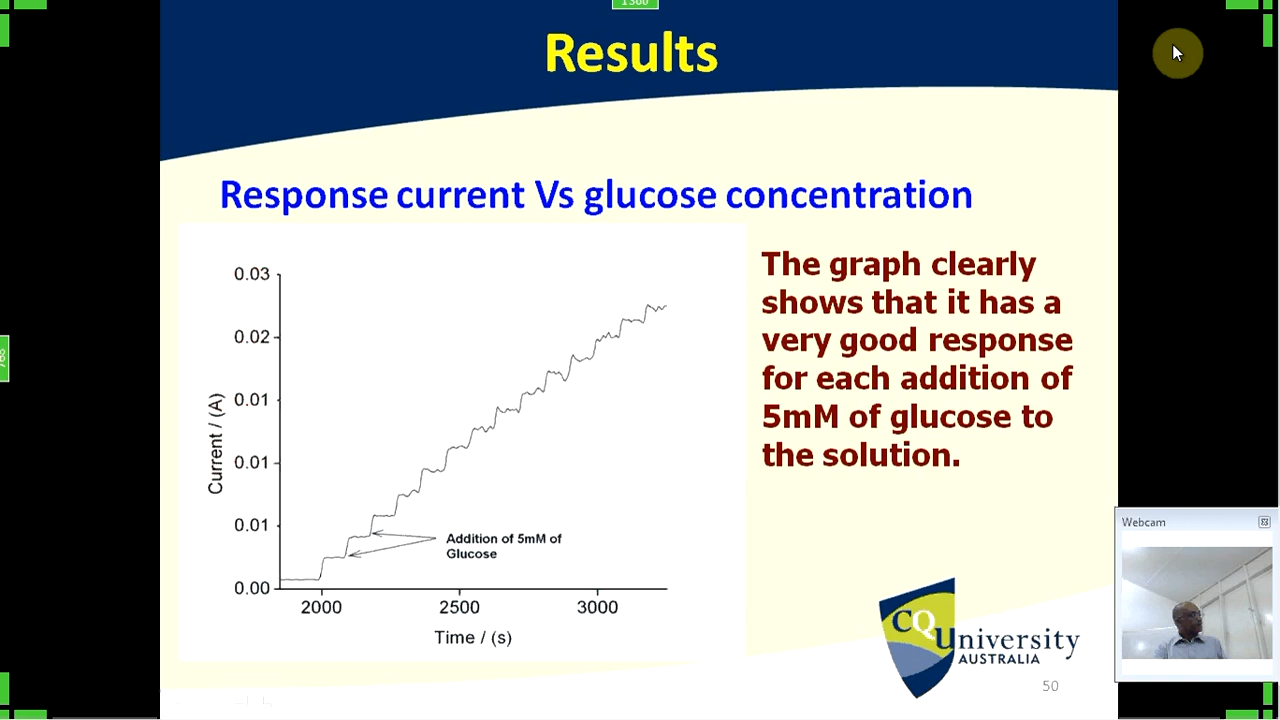 1366
Results
Response current Vs glucose concentration
The graph clearly
shows that it has a
very good response
for each addition of
5mM of glucose to
the solution.
0.03
0.02
0.01
0.01
0.01
0.00
Current / (A)
Addition of 5mM of
Glucose
2000 2500 3000
Time / (s)
768
Webcam
CQUniversity
AUSTRALIA
50